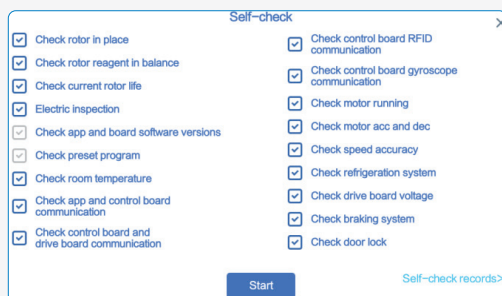 Self-check
Check rotor in place
Check rotor reagent in balance
Check current rotor life
Electric inspection
Check app and board software versions
Check preset program
Check room temperature
Check app and control board
communication
Check control board and
drive board communication
Check control board RFID
communication
Check control board gyroscope
communication
Check motor running
Check motor acc and dec
Check speed accuracy
Check refrigeration system
Check drive board voltage
Check braking system
Check door lock
Start
Self-check records>